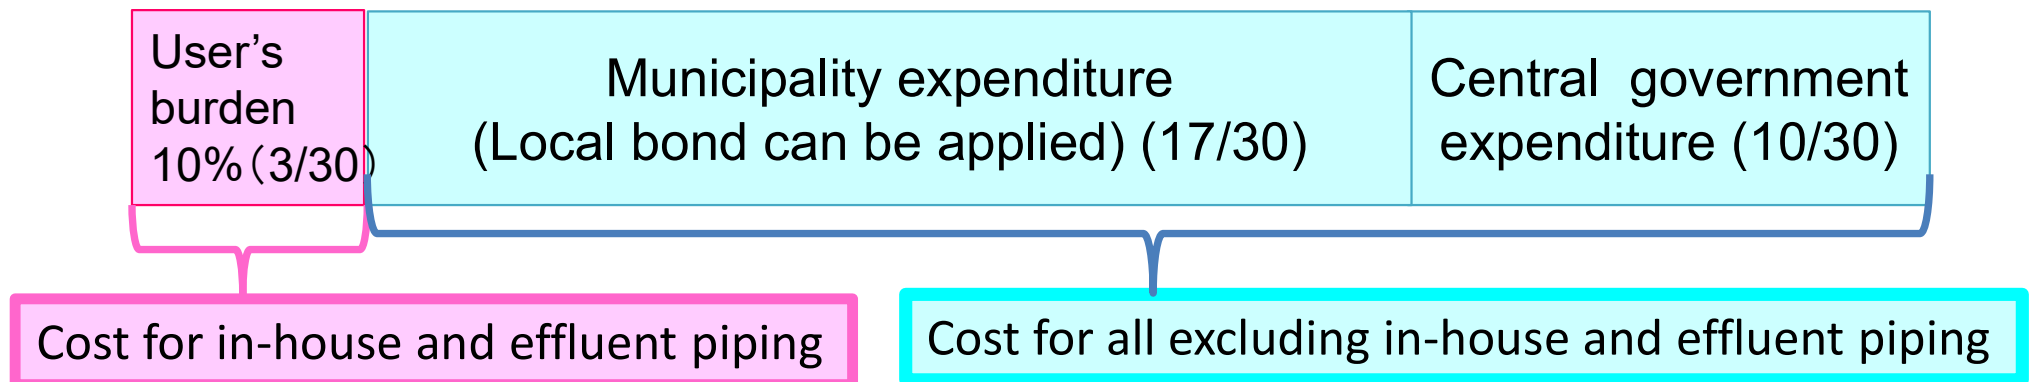 User’s
burden
10%（3/30）
Municipality expenditure
(Local bond can be applied) (17/30)
Central government
expenditure (10/30)
Cost for in-house and effluent piping
Cost for all excluding in-house and effluent piping